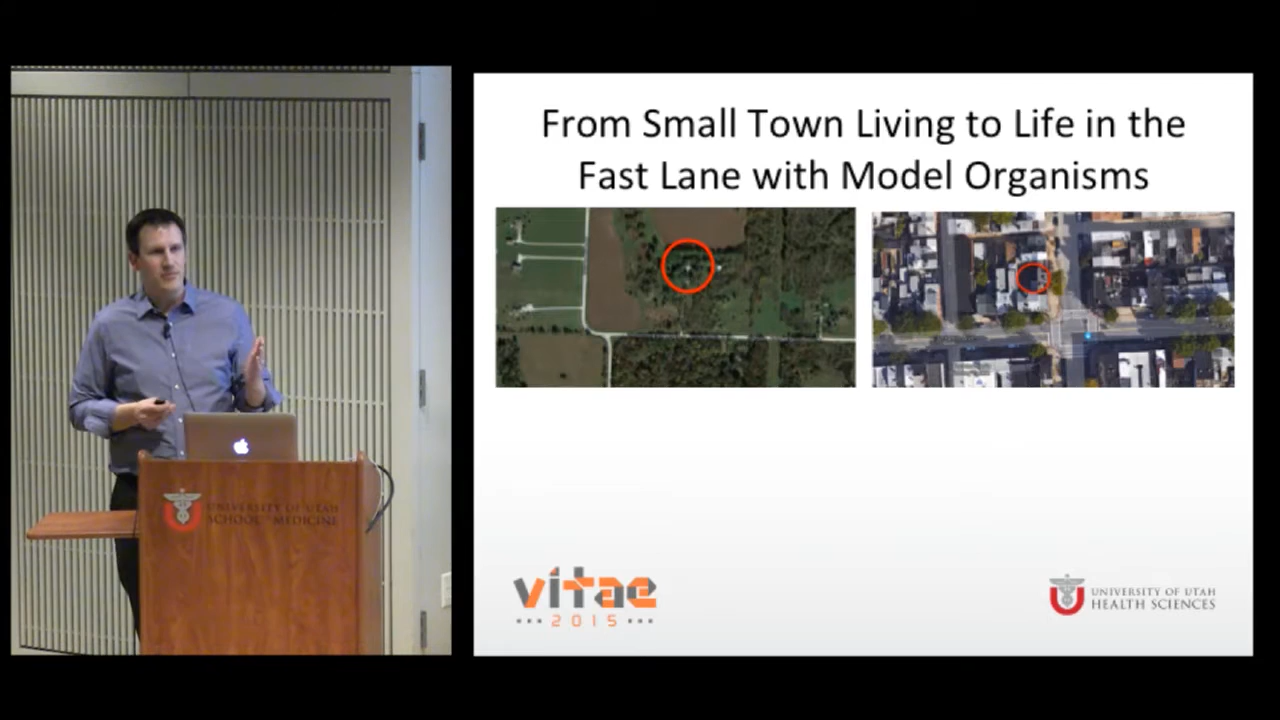 From Small Town Living to Life in the
Fast Lane with Model Organisms
UNIVERSITY OF UTAH
SCHOOL of MEDICINE
vitae
2015
UNIVERSITY OF UTAH
HEALTH SCIENCES